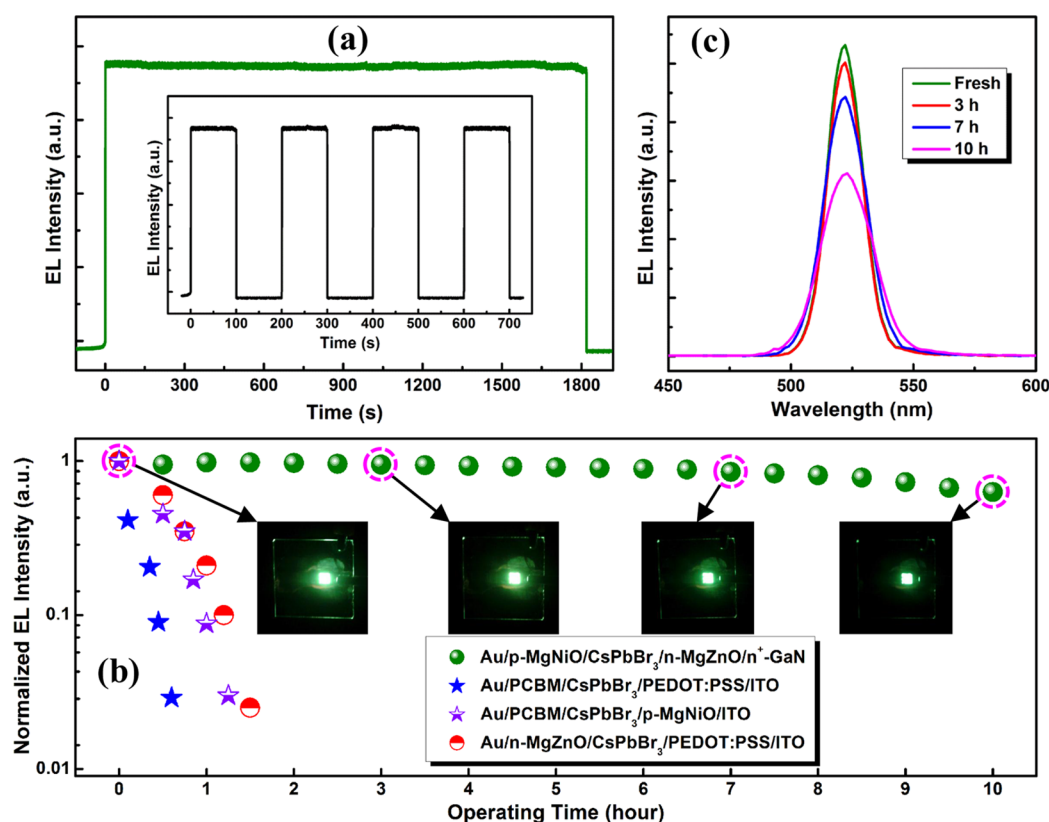 (a)
EL Intensity (a.u.)
EL Intensity (a.u.)
0 100 200 300 400 500 600 700
Time (s)
0 300 600 900 1200 1500 1800
Time (s)
(c)
Fresh
3 h
7 h
10 h
EL Intensity (a.u.)
450 500 550 600
Wavelength (nm)
(b)
Normalized EL Intensity (a.u.)
1
0.1
0.01
Au/p-MgNiO/CsPbBr₃/n-MgZnO/n⁺-GaN
Au/PCBM/CsPbBr₃/PEDOT:PSS/ITO
Au/PCBM/CsPbBr₃/p-MgNiO/ITO
Au/n-MgZnO/CsPbBr₃/PEDOT:PSS/ITO
0 1 2 3 4 5 6 7 8 9 10
Operating Time (hour)